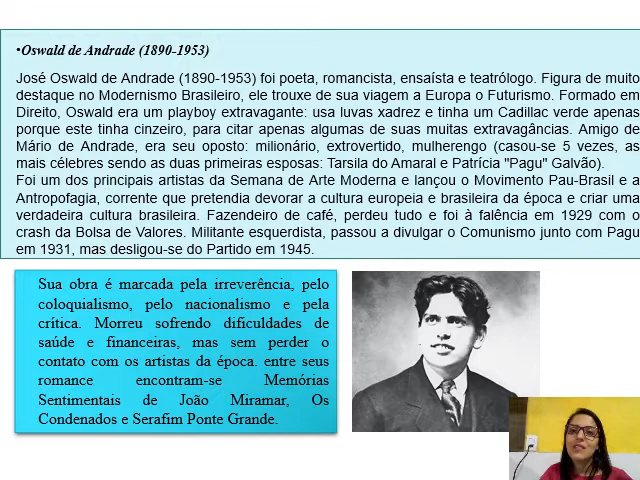 •Oswald de Andrade (1890-1953)
José Oswald de Andrade (1890-1953) foi poeta, romancista, ensaísta e teatrólogo. Figura de muito
destaque no Modernismo Brasileiro, ele trouxe de sua viagem a Europa o Futurismo. Formado em
Direito, Oswald era um playboy extravagante: usa luvas xadrez e tinha um Cadillac verde apenas
porque este tinha cinzeiro, para citar apenas algumas de suas muitas extravagâncias. Amigo de
Mário de Andrade, era seu oposto: milionário, extrovertido, mulherengo (casou-se 5 vezes, as
mais célebres sendo as duas primeiras esposas: Tarsila do Amaral e Patrícia "Pagu" Galvão).
Foi um dos principais artistas da Semana de Arte Moderna e lançou o Movimento Pau-Brasil e a
Antropofagia, corrente que pretendia devorar a cultura europeia e brasileira da época e criar uma
verdadeira cultura brasileira. Fazendeiro de café, perdeu tudo e foi à falência em 1929 com o
crash da Bolsa de Valores. Militante esquerdista, passou a divulgar o Comunismo junto com Pagu
em 1931, mas desligou-se do Partido em 1945.
Sua obra é marcada pela irreverência, pelo
coloquialismo, pelo nacionalismo e pela
crítica. Morreu sofrendo dificuldades de
saúde e financeiras, mas sem perder o
contato com os artistas da época. entre seus
romance encontram-se Memórias
Sentimentais de João Miramar, Os
Condenados e Serafim Ponte Grande.